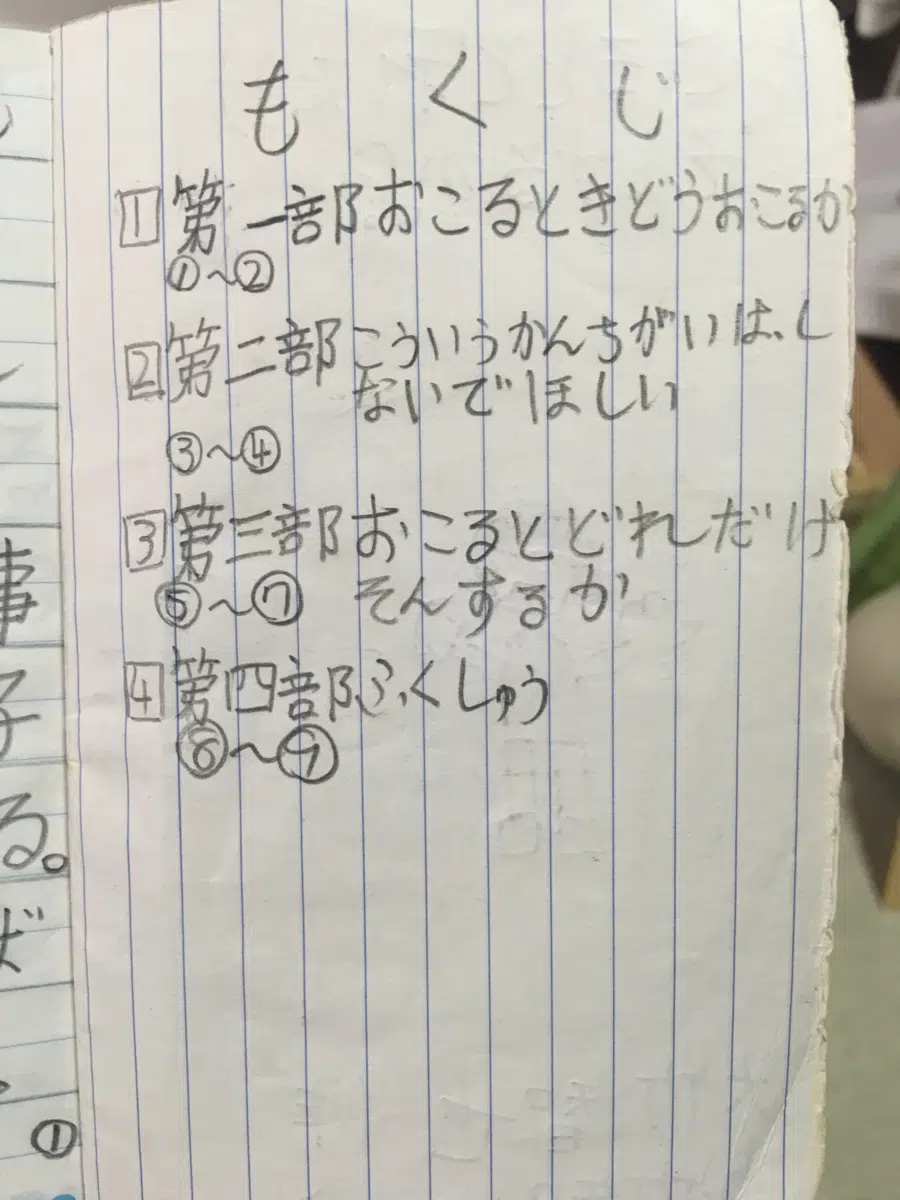 もくじ
1 第一部 おこるときどうおこるか
①〜②
2 第二部 こういうかんちがいは、し
ないでほしい
③〜④
3 第三部 おこるとどれだけ
⑤〜⑦ そんするか
4 第四部 ふくしゅう
⑧〜⑨
事
子
る。
①